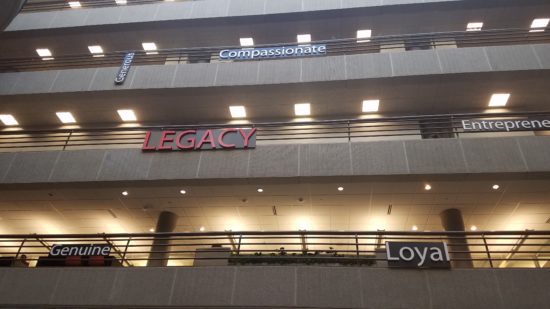 Generous
Compassionate
LEGACY
Entreprene
Genuine
Loyal